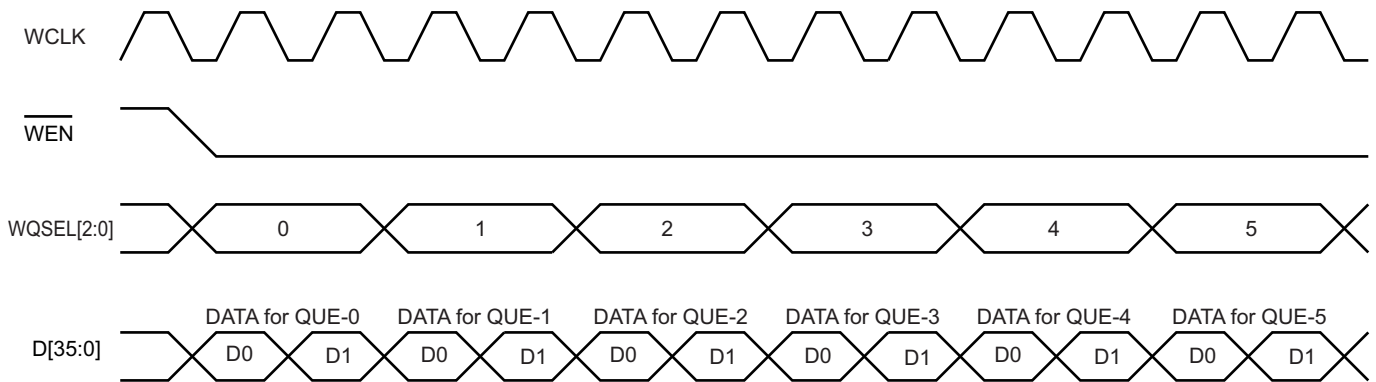 WCLK
WEN
WQSEL[2:0] 0 1 2 3 4 5
DATA for QUE-0 DATA for QUE-1 DATA for QUE-2 DATA for QUE-3 DATA for QUE-4 DATA for QUE-5
D[35:0] D0 D1 D0 D1 D0 D1 D0 D1 D0 D1 D0 D1